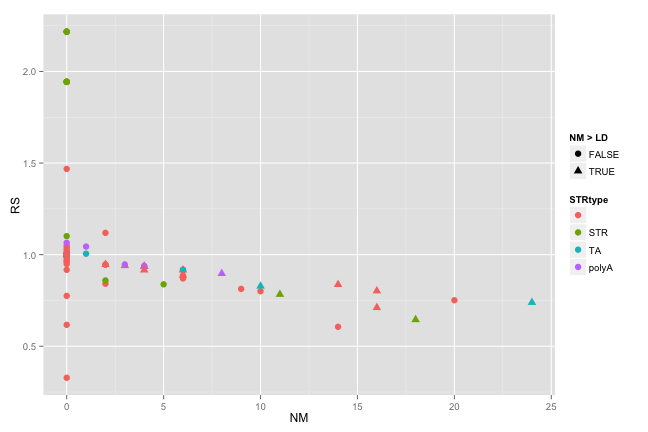 2.0
1.5
1.0
0.5
RS
0
5
10
15
20
25
NM
NM > LD
FALSE
TRUE
STRtype
STR
TA
polyA